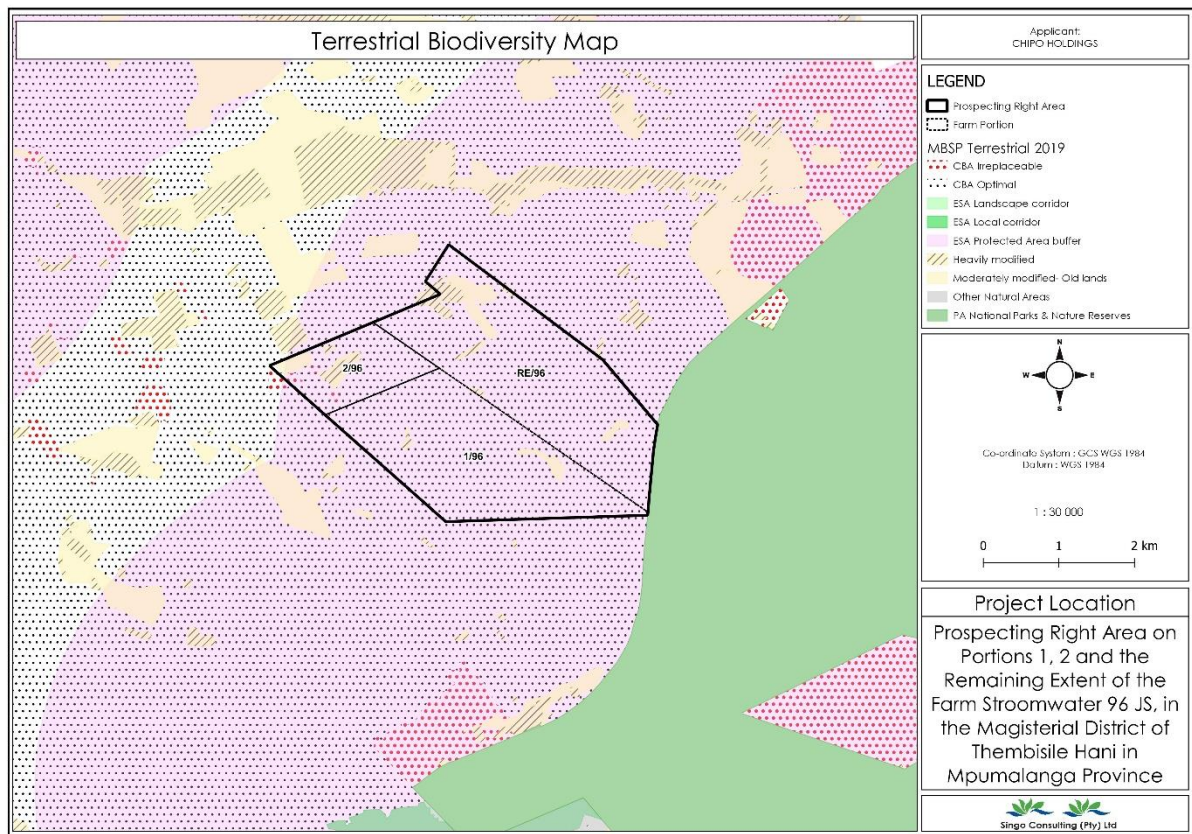 Terrestrial Biodiversity Map
2/96
RE/96
1/96
Applicant:
CHIPO HOLDINGS
LEGEND
Prospecting Right Area
Farm Portion
MBSP Terrestrial 2019
CBA Irreplaceable
CBA Optimal
ESA Landscape corridor
ESA Local corridor
ESA Protected Area buffer
Heavily modified
Moderately modified- Old lands
Other Natural Areas
PA National Parks & Nature Reserves
N
W
E
S
Co-ordinate System : GCS WGS 1984
Datum : WGS 1984
1 : 30 000
0 1 2 km
Project Location
Prospecting Right Area on
Portions 1, 2 and the
Remaining Extent of the
Farm Stroomwater 96 JS, in
the Magisterial District of
Thembisile Hani in
Mpumalanga Province
Singo Consulting (Pty) Ltd